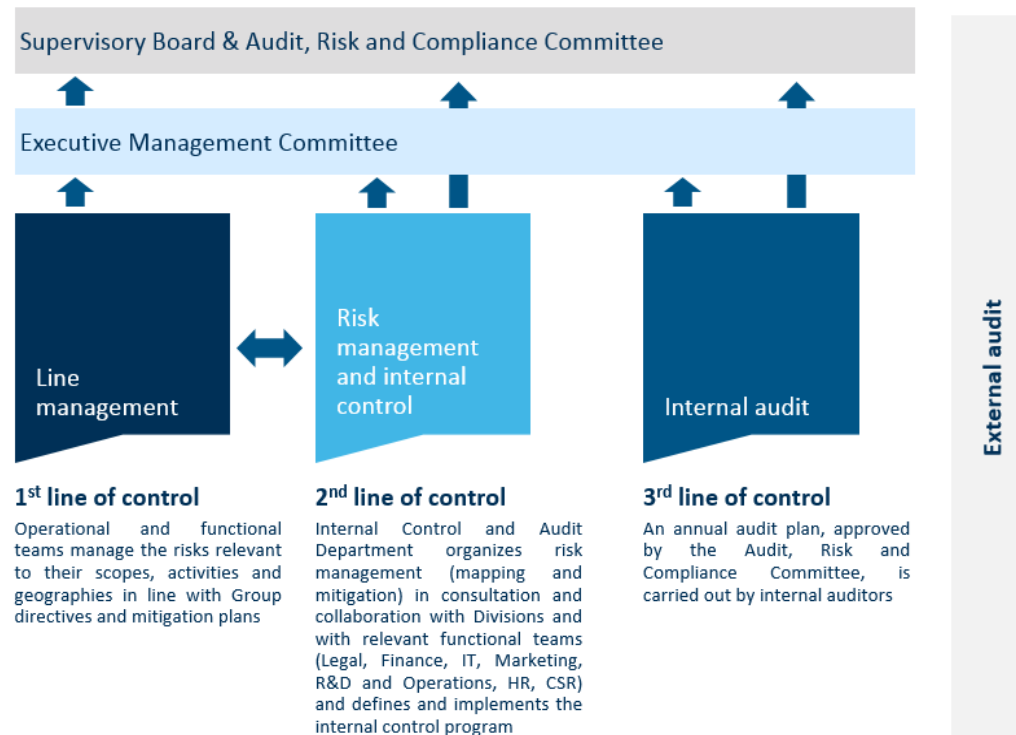 Supervisory Board & Audit, Risk and Compliance Committee
Executive Management Committee
Line
management
Risk
management
and internal
control
Internal audit
External audit
1st line of control
Operational and functional
teams manage the risks relevant
to their scopes, activities and
geographies in line with Group
directives and mitigation plans
2nd line of control
Internal Control and Audit
Department organizes risk
management (mapping and
mitigation) in consultation and
collaboration with Divisions and
with relevant functional teams
(Legal, Finance, IT, Marketing,
R&D and Operations, HR, CSR)
and defines and implements the
internal control program
3rd line of control
An annual audit plan, approved
by the Audit, Risk and
Compliance Committee, is
carried out by internal auditors